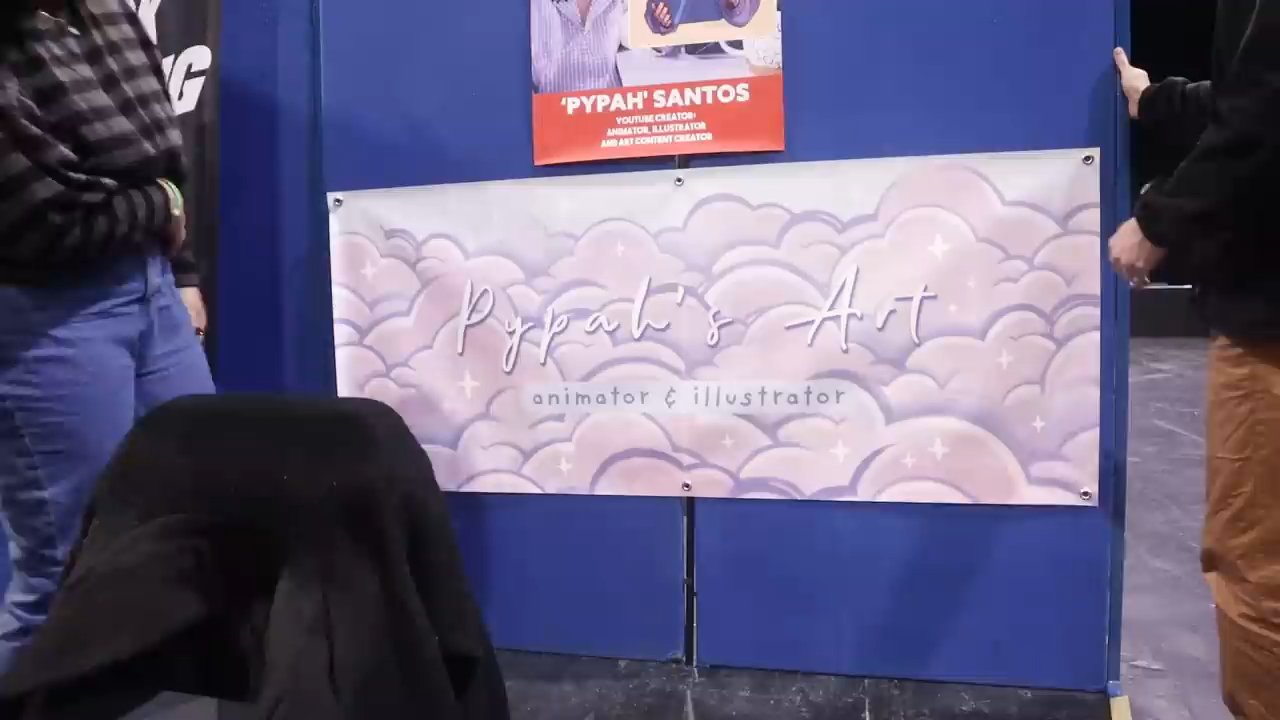 'PYPAH' SANTOS
YOUTUBE CREATOR:
ANIMATOR, ILLUSTRATOR
AND ART CONTENT CREATOR
Pypah's Art
animator & illustrator